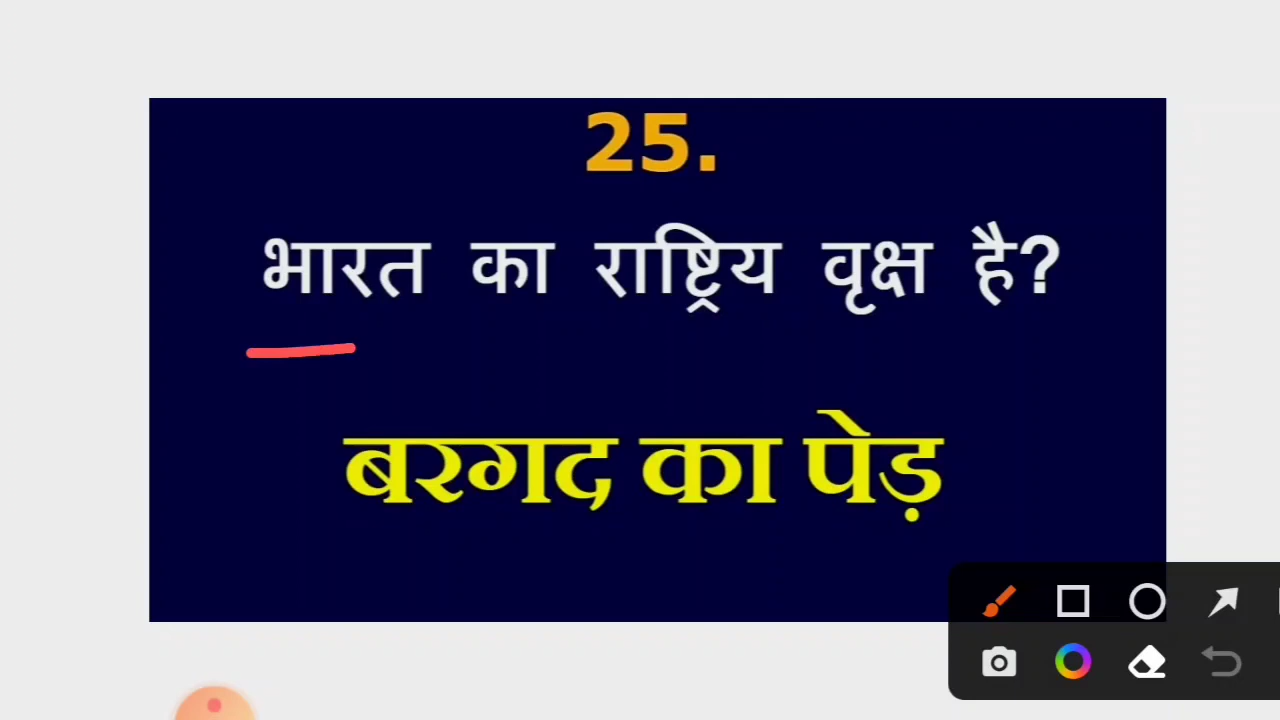 25.
भारत का राष्ट्रिय वृक्ष है?
बरगद का पेड़